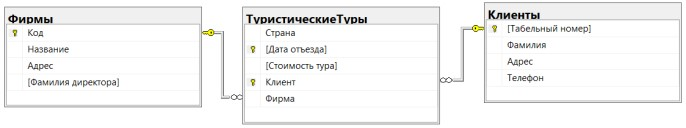 Фирмы
Код
Название
Адрес
[Фамилия директора]
ТуристическиеТуры
Страна
[Дата отъезда]
[Стоимость тура]
Клиент
Фирма
Клиенты
[Табельный номер]
Фамилия
Адрес
Телефон